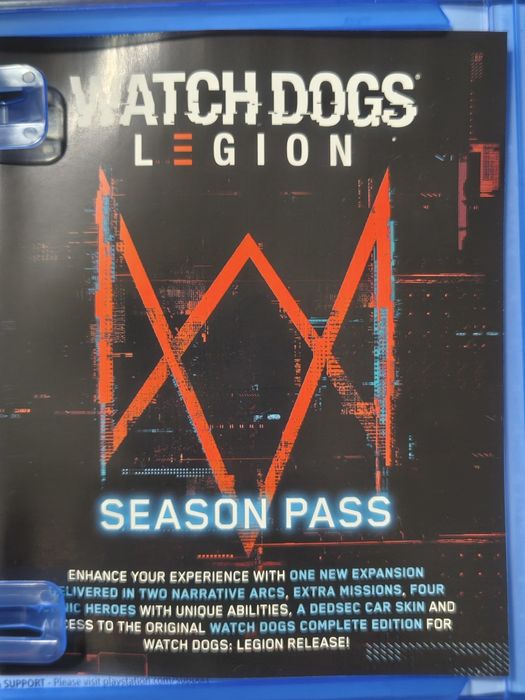 WATCH DOGS
LEGION
SEASON PASS
ENHANCE YOUR EXPERIENCE WITH ONE NEW EXPANSION
DELIVERED IN TWO NARRATIVE ARCS, EXTRA MISSIONS, FOUR
HEROES WITH UNIQUE ABILITIES, A DEDSEC CAR SKIN AND
ACCESS TO THE ORIGINAL WATCH DOGS COMPLETE EDITION FOR
WATCH DOGS: LEGION RELEASE!
SUPPORT - Please visit playstation.com